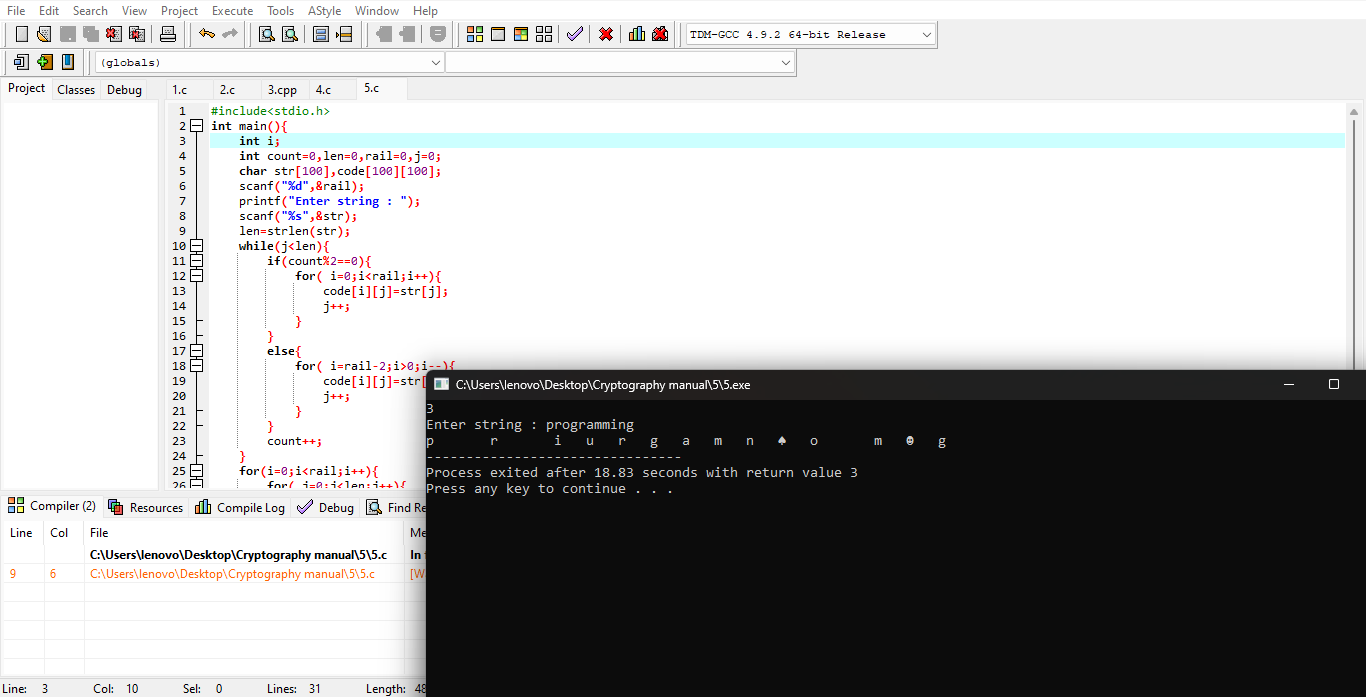 File Edit Search View Project Execute Tools AStyle Window Help
TDM-GCC 4.9.2 64-bit Release
(globals)
Project Classes Debug 1.c 2.c 3.cpp 4.c 5.c
1 #include<stdio.h>
2 int main(){
3 int i;
4 int count=0,len=0,rail=0,j=0;
5 char str[100],code[100][100];
6 scanf("%d",&rail);
7 printf("Enter string : ");
8 scanf("%s",&str);
9 len=strlen(str);
10 while(j<len){
11 if(count%2==0){
12 for( i=0;i<rail;i++){
13 code[i][j]=str[j];
14 j++;
15 }
16 }
17 else{
18 for( i=rail-2;i>0;i--){
19 code[i][j]=str[
20 j++;
21 }
22 }
23 count++;
24 }
25 for(i=0;i<rail;i++){
26 for( j=0;j<len;j++){
C:\Users\lenovo\Desktop\Cryptography manual\5\5.exe
3
Enter string : programming
p r i u r g a m n ♠ o m ☻ g
--------------------------------
Process exited after 18.83 seconds with return value 3
Press any key to continue . . .
Compiler (2) Resources Compile Log Debug Find Re
Line Col File Me
C:\Users\lenovo\Desktop\Cryptography manual\5\5.c In
9 6 C:\Users\lenovo\Desktop\Cryptography manual\5\5.c [W
Line: 3 Col: 10 Sel: 0 Lines: 31 Length: 48